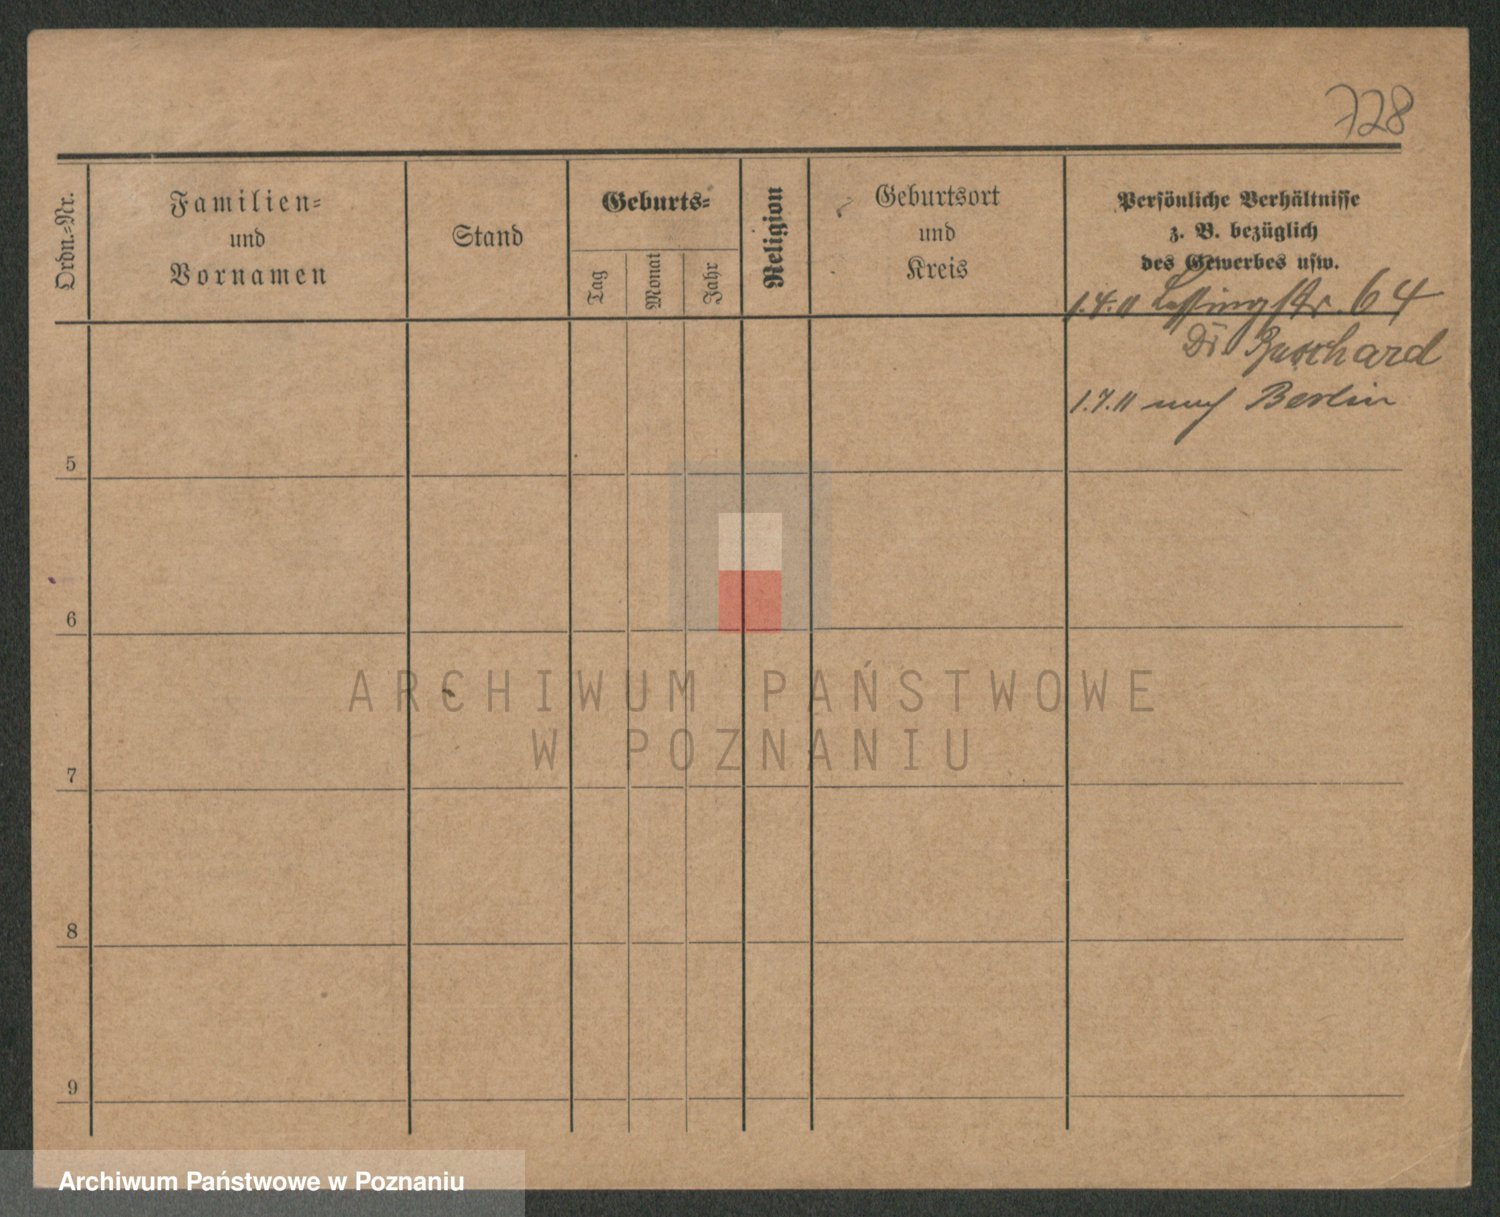 728
Ordn.-Nr.
Familien-
und
Vornamen
Stand
Geburts-
Tag
Monat
Jahr
Religion
Geburtsort
und
Kreis
Persönliche Verhältnisse
z. B. bezüglich
des Gewerbes usw.
1.4.11 Lessingstr. 64
Dr
1.7.11 nach Berlin
5
6
7
8
9
ARCHIWUM PAŃSTWOWE
W POZNANIU
Archiwum Państwowe w Poznaniu